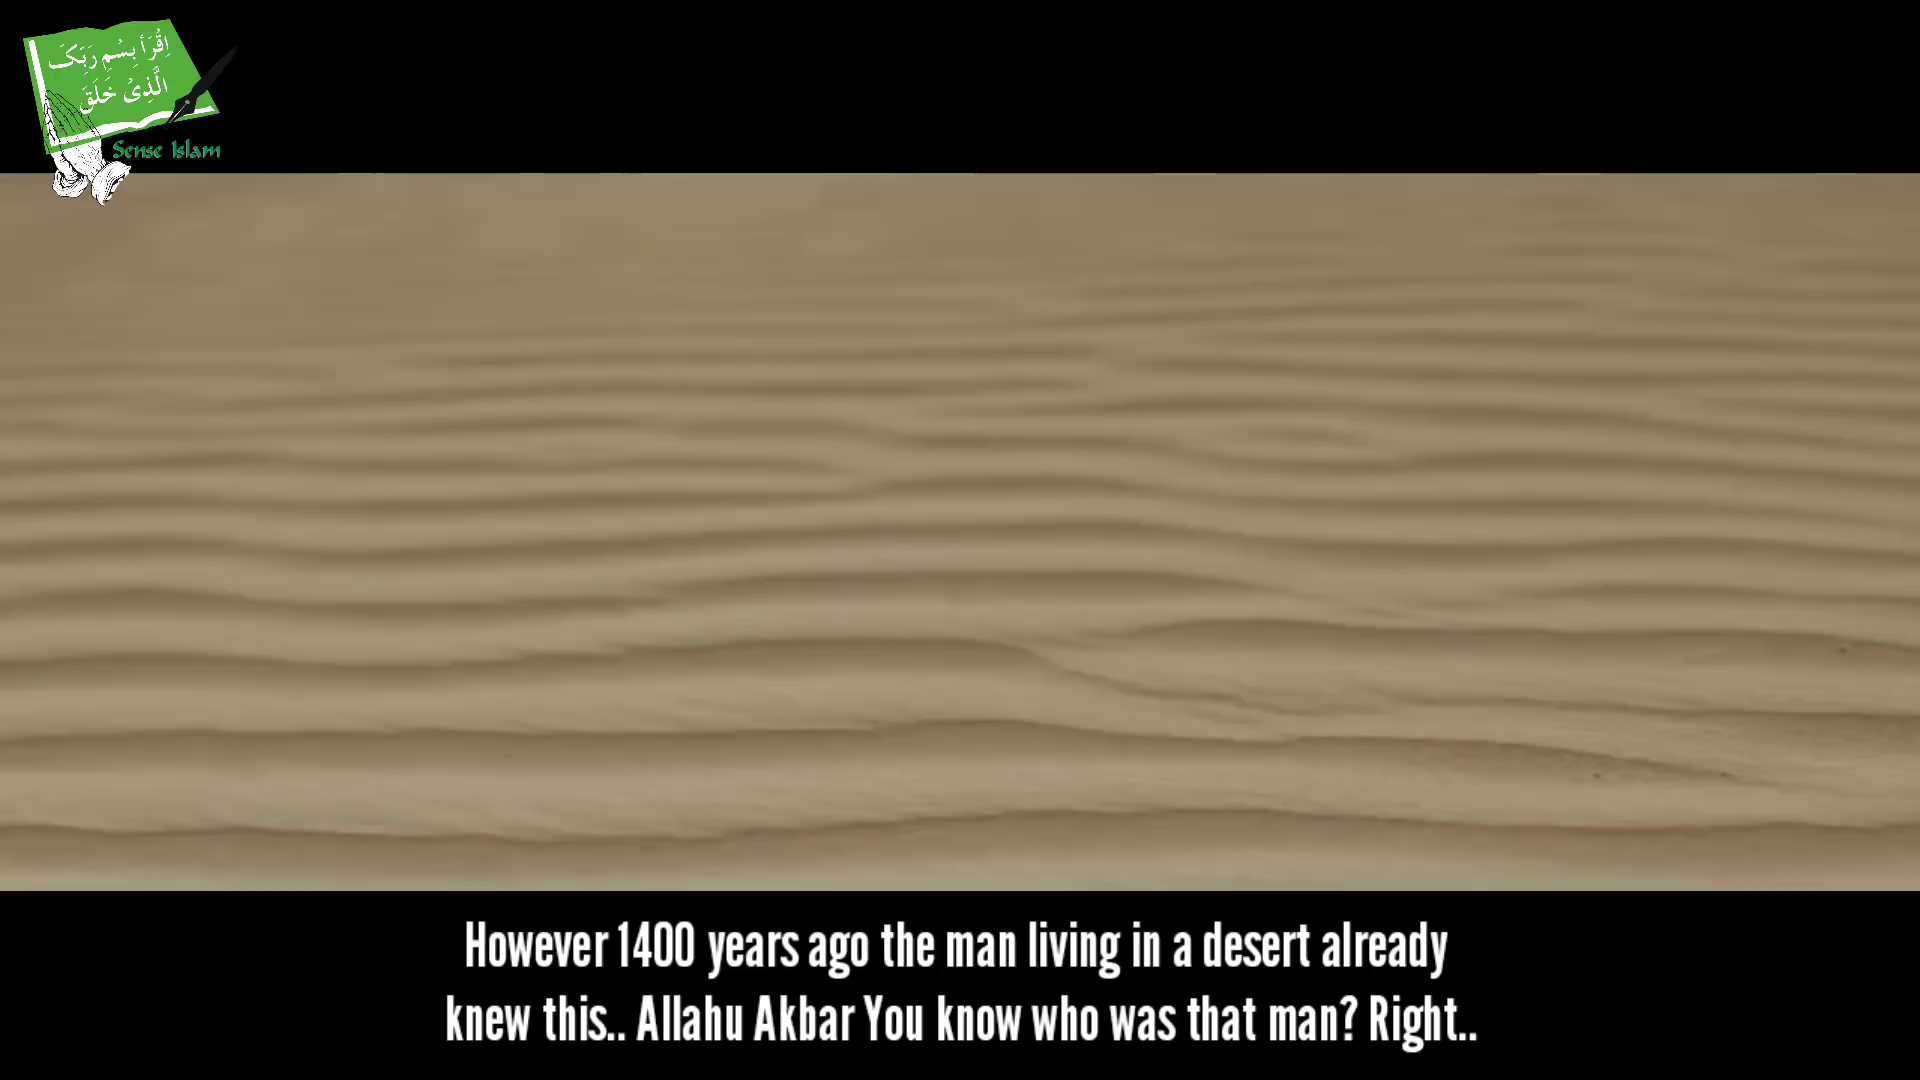 اِقْرَأْ بِسْمِ رَبِّكَ
الَّذِیْ خَلَقَ
Sense Islam
However 1400 years ago the man living in a desert already
knew this.. Allahu Akbar You know who was that man? Right..